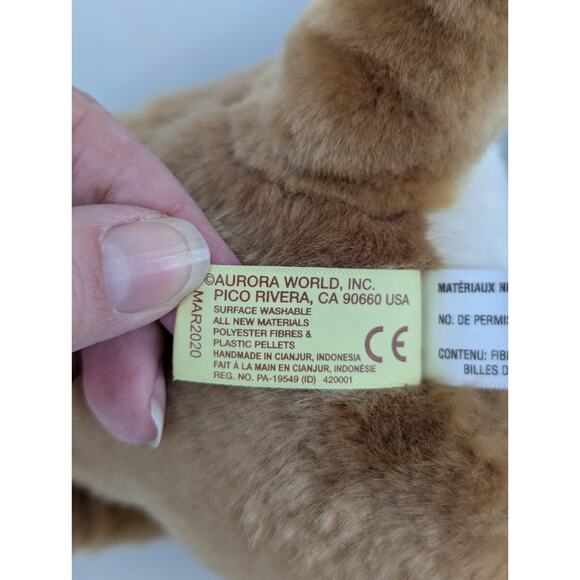 ©AURORA WORLD, INC.
PICO RIVERA, CA 90660 USA
SURFACE WASHABLE
ALL NEW MATERIALS
POLYESTER FIBRES &
PLASTIC PELLETS
HANDMADE IN CIANJUR, INDONESIA
FAIT À LA MAIN EN CIANJUR, INDONÉSIE
REG. NO. PA-19549 (ID) 420001
CE
MAR2020
MATÉRIAUX
NO. DE
CONTENU:
BILLES